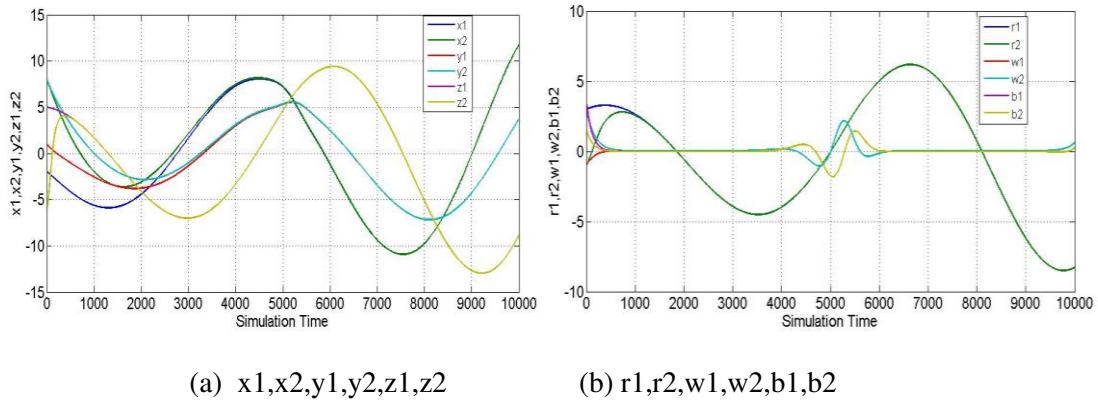 x1,x2,y1,y2,z1,z2
15
10
5
0
-5
-10
-15
0 1000 2000 3000 4000 5000 6000 7000 8000 9000 10000
Simulation Time
x1
x2
y1
y2
z1
z2
r1,r2,w1,w2,b1,b2
10
5
0
-5
-10
0 1000 2000 3000 4000 5000 6000 7000 8000 9000 10000
Simulation Time
r1
r2
w1
w2
b1
b2
(a) x1,x2,y1,y2,z1,z2
(b) r1,r2,w1,w2,b1,b2